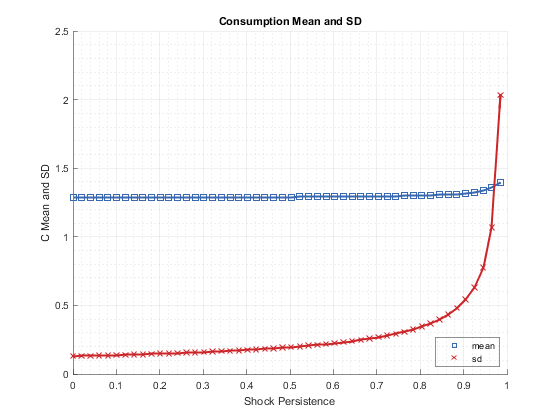 Consumption Mean and SD
2.5
2
1.5
1
0.5
0
C Mean and SD
0 0.1 0.2 0.3 0.4 0.5 0.6 0.7 0.8 0.9 1
Shock Persistence
mean
sd